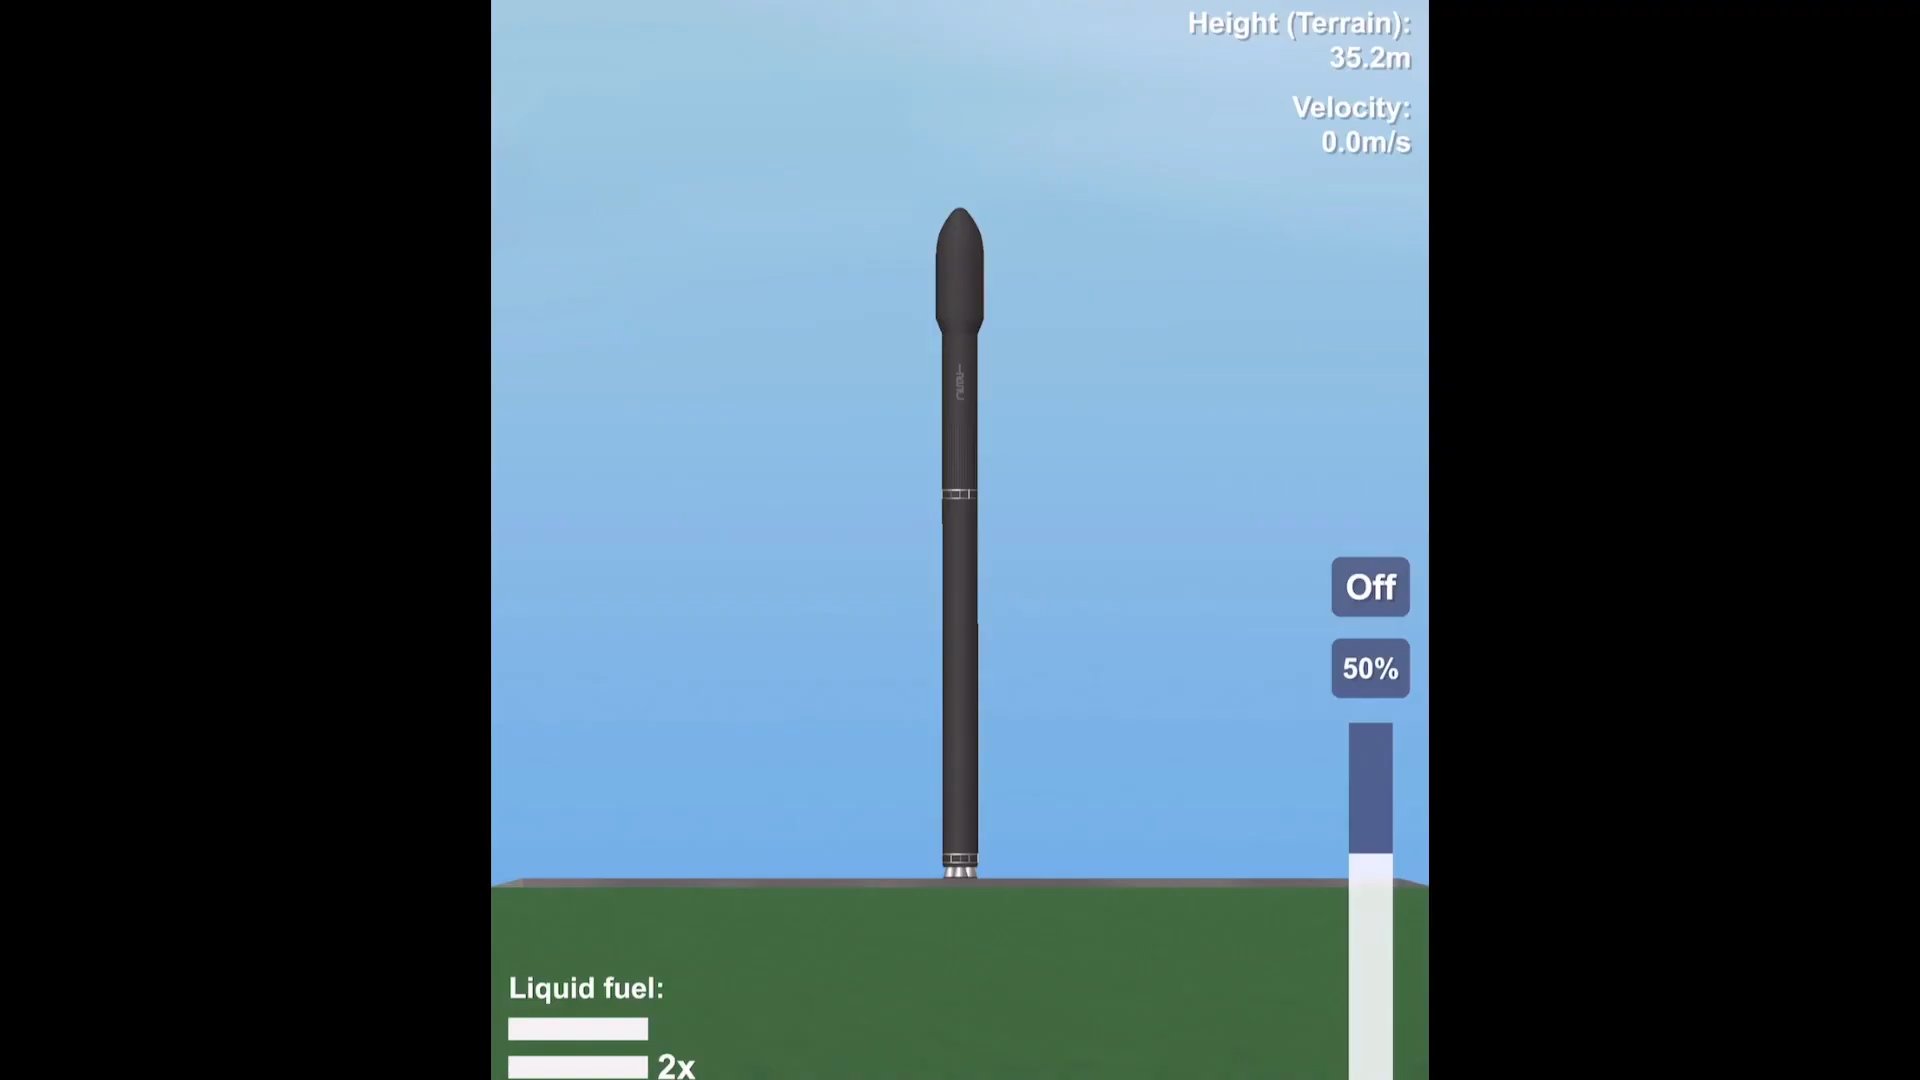 Height (Terrain):
35.2m
Velocity:
0.0m/s
Off
50%
Liquid fuel:
2x